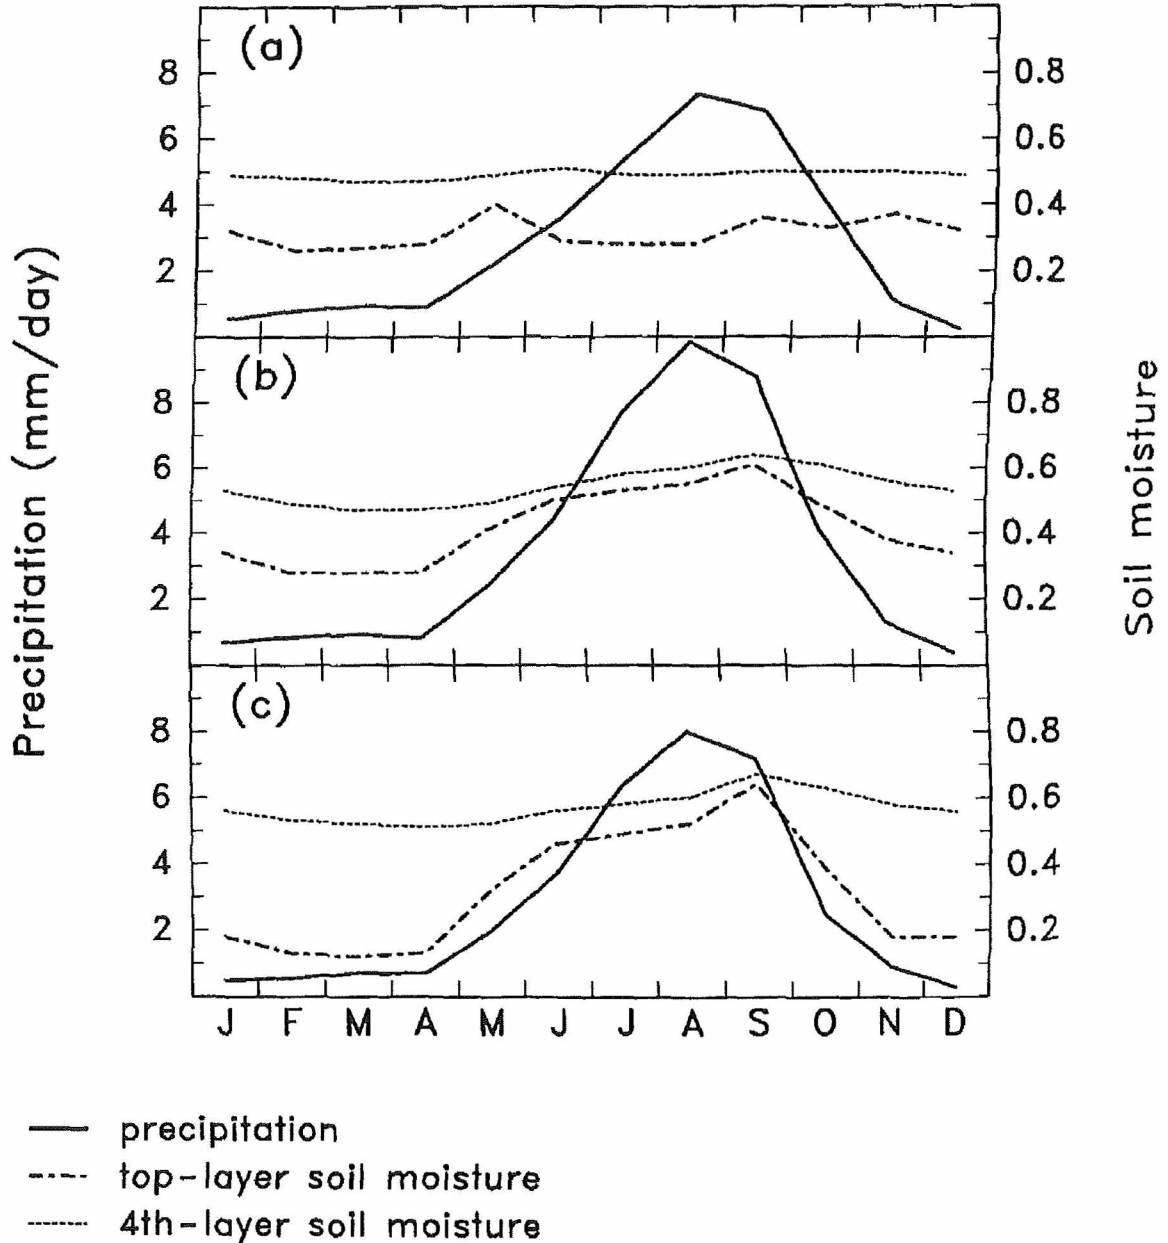 (a)
8
6
4
2
0.8
0.6
0.4
0.2
(b)
8
6
4
2
0.8
0.6
0.4
0.2
(c)
8
6
4
2
0.8
0.6
0.4
0.2
Precipitation (mm/day)
Soil moisture
J F M A M J J A S O N D
precipitation
top-layer soil moisture
4th-layer soil moisture